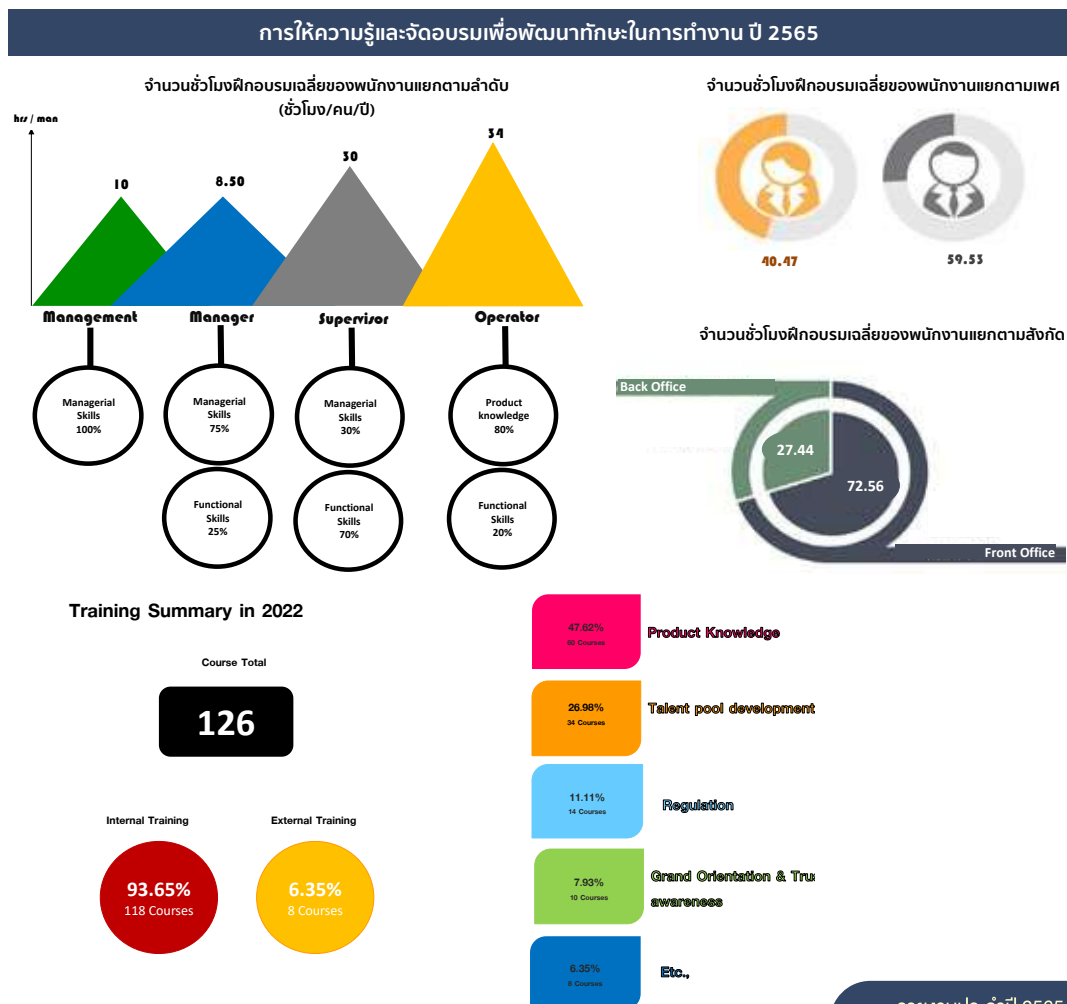 การให้ความรู้และจัดอบรมเพื่อพัฒนาทักษะในการทำงาน ปี 2565
จำนวนชั่วโมงฝึกอบรมเฉลี่ยของพนักงานแยกตามลำดับ
(ชั่วโมง/คน/ปี)
hrs / man
10
8.50
30
34
Management
Manager
Supervisor
Operator
Managerial
Skills
100%
Managerial
Skills
75%
Managerial
Skills
30%
Product
knowledge
80%
Functional
Skills
25%
Functional
Skills
70%
Functional
Skills
20%
จำนวนชั่วโมงฝึกอบรมเฉลี่ยของพนักงานแยกตามเพศ
40.47
59.53
จำนวนชั่วโมงฝึกอบรมเฉลี่ยของพนักงานแยกตามสังกัด
Back Office
27.44
72.56
Front Office
Training Summary in 2022
Course Total
126
Internal Training
External Training
93.65%
118 Courses
6.35%
8 Courses
47.62%
60 Courses
Product Knowledge
26.98%
34 Courses
Talent pool development
11.11%
14 Courses
Regulation
7.93%
10 Courses
Grand Orientation &
awareness
6.35%
8 Courses
Etc.,